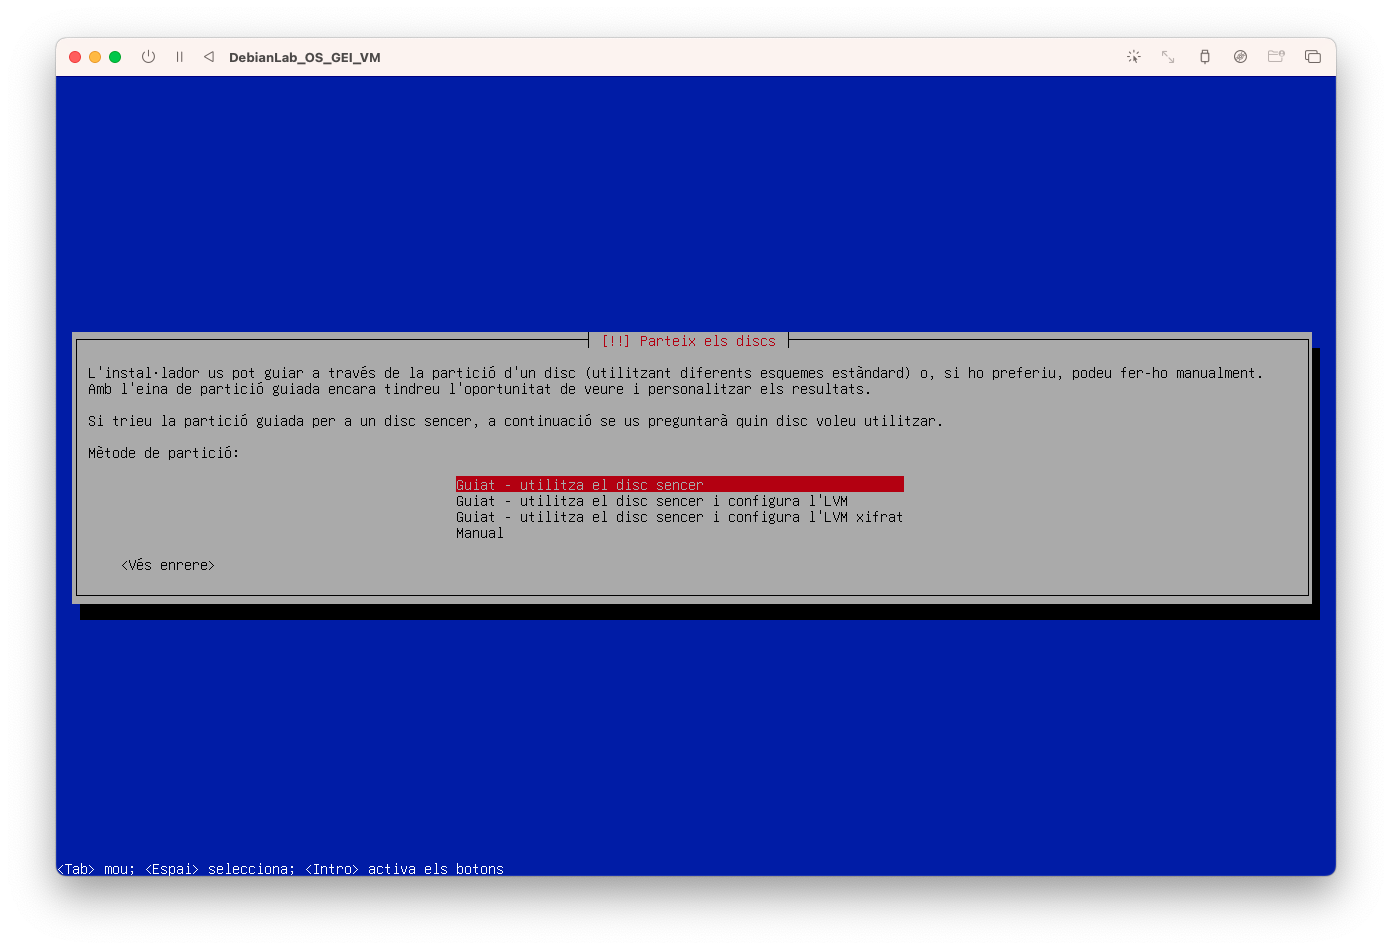 DebianLab_OS_GEI_VM
[!!] Parteix els discs
L'instal·lador us pot guiar a través de la partició d'un disc (utilitzant diferents esquemes estàndard) o, si ho preferiu, podeu fer-ho manualment.
Amb l'eina de partició guiada encara tindreu l'oportunitat de veure i personalitzar els resultats.
Si trieu la partició guiada per a un disc sencer, a continuació se us preguntarà quin disc voleu utilitzar.
Mètode de partició:
Guiat - utilitza el disc sencer
Guiat - utilitza el disc sencer i configura l'LVM
Guiat - utilitza el disc sencer i configura l'LVM xifrat
Manual
<Vés enrere>
<Tab> mou; <Espai> selecciona; <Intro> activa els botons